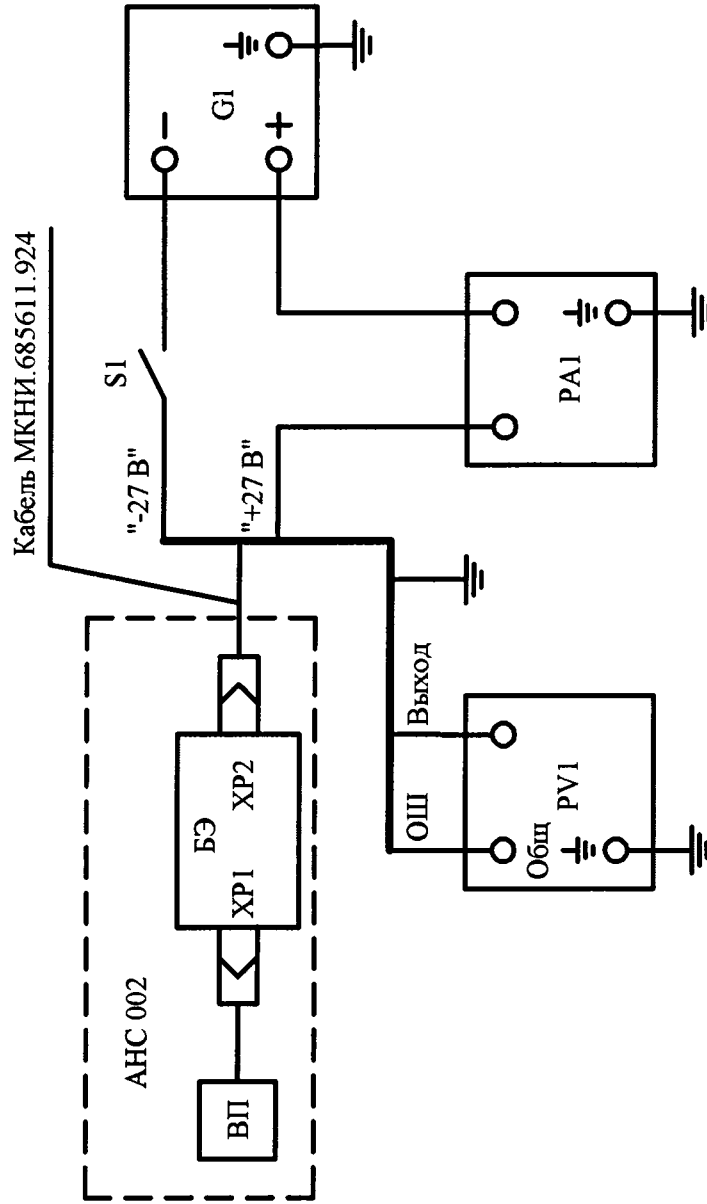 Кабель МКНИ.685611.924
АНС 002
ВП
БЭ
ХР1
ХР2
"-27 В"
S1
−
G1
+
"+27 В"
ОШ
Выход
Общ
PV1
PA1